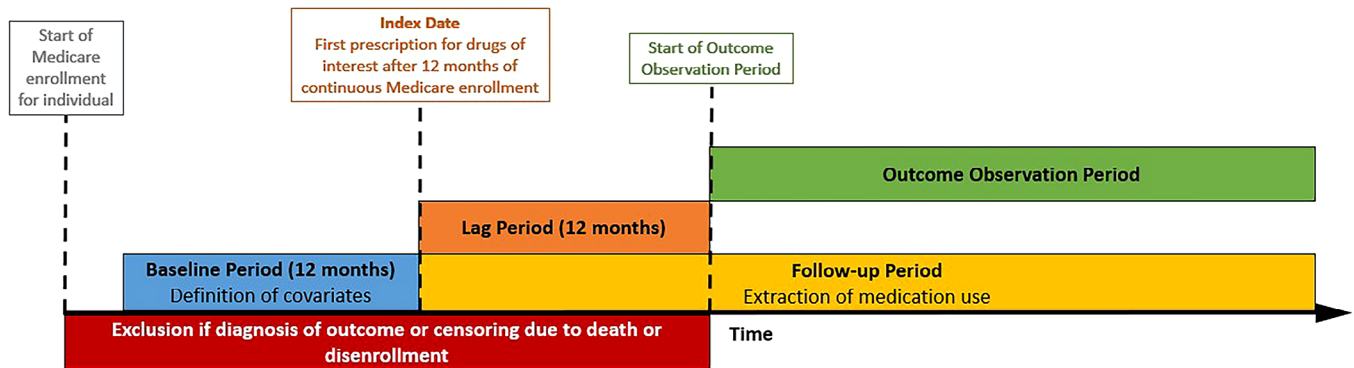 Start of
Medicare
enrollment
for individual
Index Date
First prescription for drugs of
interest after 12 months of
continuous Medicare enrollment
Start of Outcome
Observation Period
Outcome Observation Period
Lag Period (12 months)
Baseline Period (12 months)
Definition of covariates
Follow-up Period
Extraction of medication use
Exclusion if diagnosis of outcome or censoring due to death or
disenrollment
Time